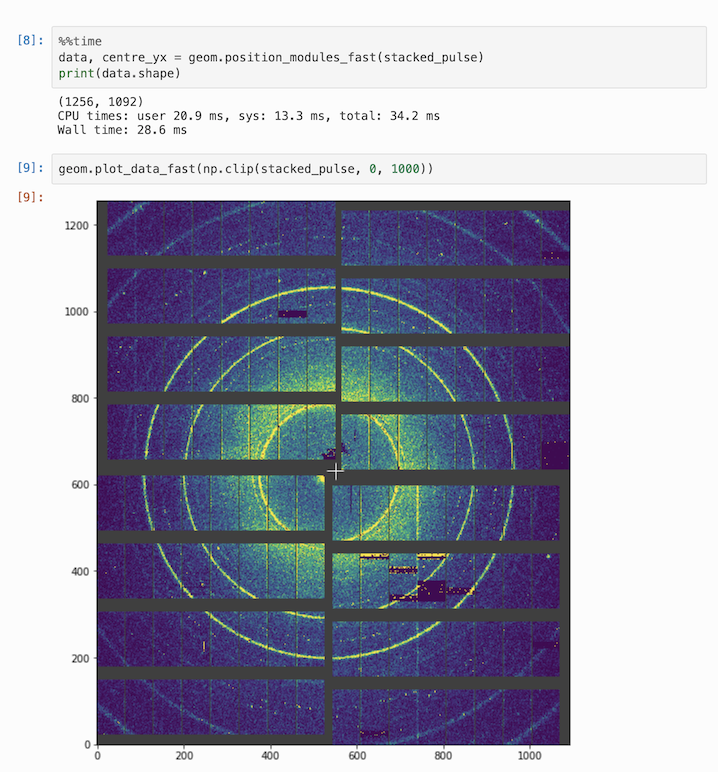 [8]:
%%time
data, centre_yx = geom.position_modules_fast(stacked_pulse)
print(data.shape)
(1256, 1092)
CPU times: user 20.9 ms, sys: 13.3 ms, total: 34.2 ms
Wall time: 28.6 ms
[9]:
geom.plot_data_fast(np.clip(stacked_pulse, 0, 1000))
[9]:
1200
1000
800
600
400
200
0
0 200 400 600 800 1000